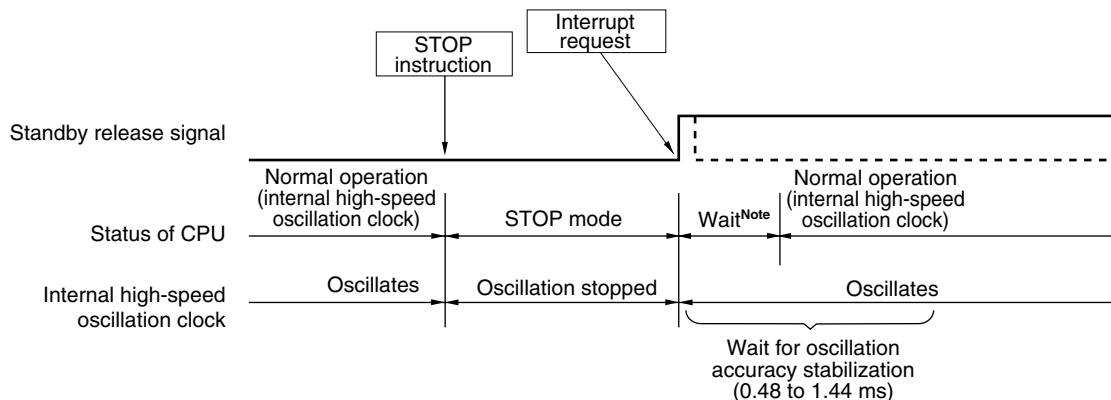 Interrupt
request
STOP
instruction
Standby release signal
Normal operation
(internal high-speed
oscillation clock)
Normal operation
(internal high-speed
oscillation clock)
Status of CPU
STOP mode
WaitNote
Internal high-speed
oscillation clock
Oscillates
Oscillation stopped
Oscillates
Wait for oscillation
accuracy stabilization
(0.48 to 1.44 ms)